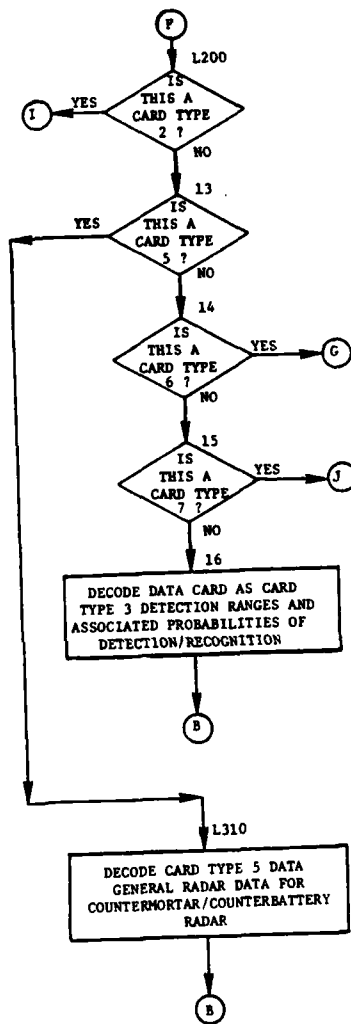 F
L200
IS
THIS A
CARD TYPE
2 ?
YES
I
NO
13
IS
THIS A
CARD TYPE
5 ?
YES
NO
14
IS
THIS A
CARD TYPE
6 ?
YES
G
NO
15
IS
THIS A
CARD TYPE
7 ?
YES
J
NO
16
DECODE DATA CARD AS CARD
TYPE 3 DETECTION RANGES AND
ASSOCIATED PROBABILITIES OF
DETECTION/RECOGNITION
B
L310
DECODE CARD TYPE 5 DATA
GENERAL RADAR DATA FOR
COUNTERMORTAR/COUNTERBATTERY
RADAR
B